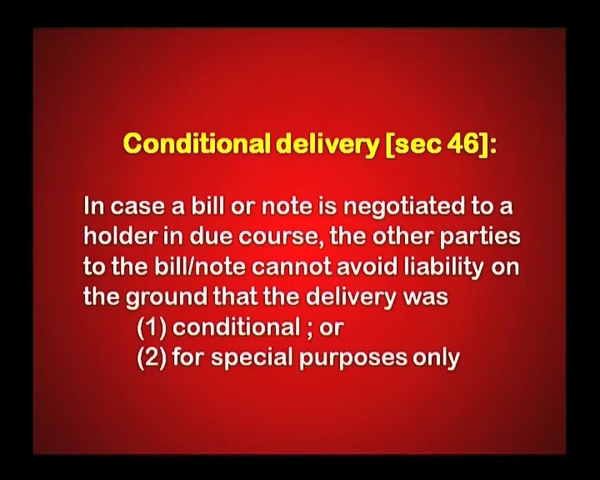 Conditional delivery [sec 46]:
In case a bill or note is negotiated to a
holder in due course, the other parties
to the bill/note cannot avoid liability on
the ground that the delivery was
(1) conditional ; or
(2) for special purposes only